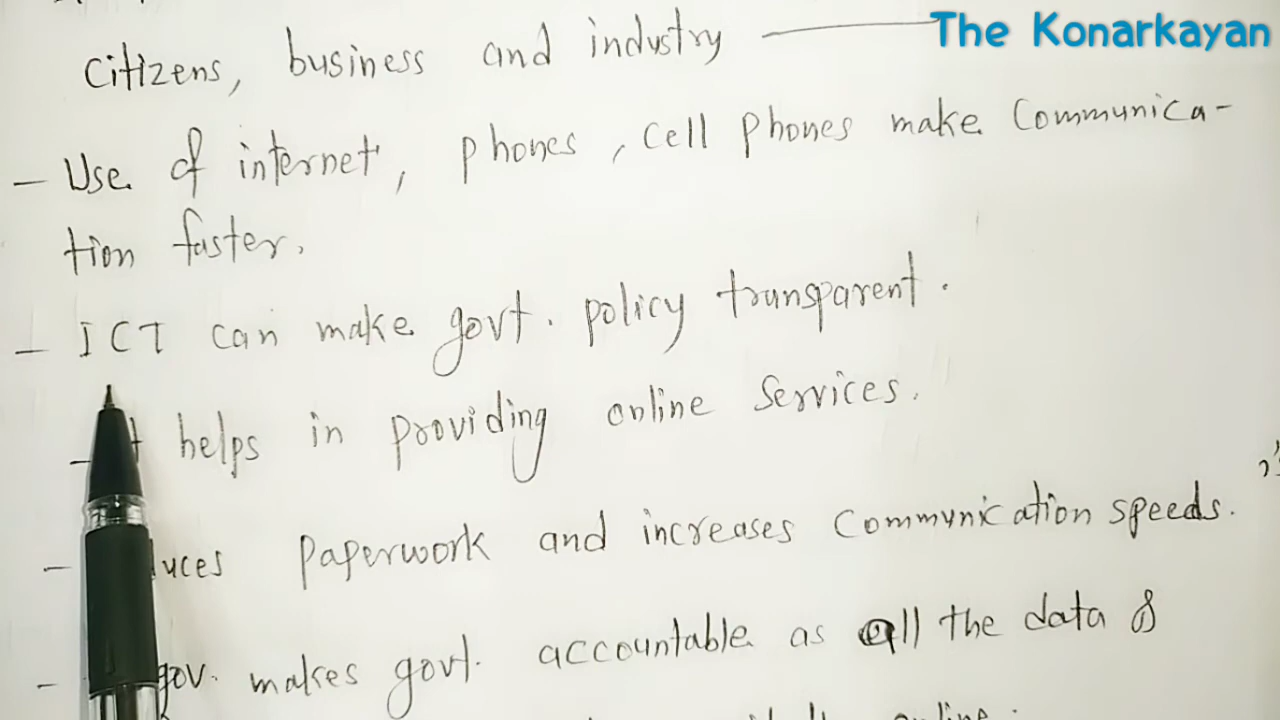 The Konarkayan
citizens, business and industry
- Use of internet, phones, cell phones make communica-
tion faster.
- ICT can make govt. policy transparent.
- helps in providing online services.
- uces paperwork and increases communication speeds.
- gov. makes govt. accountable as all the data &
online.